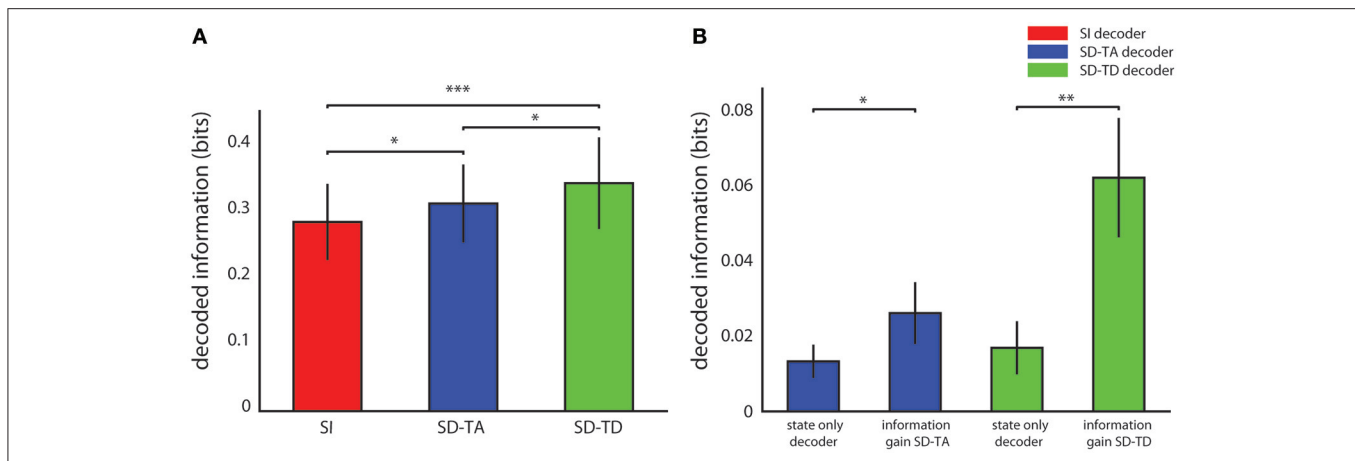 A
decoded information (bits)
0.4
0.3
0.2
0.1
0
***
*
*
SI
SD-TA
SD-TD
B
SI decoder
SD-TA decoder
SD-TD decoder
decoded information (bits)
0.08
0.06
0.04
0.02
0
*
**
state only
decoder
information
gain SD-TA
state only
decoder
information
gain SD-TD